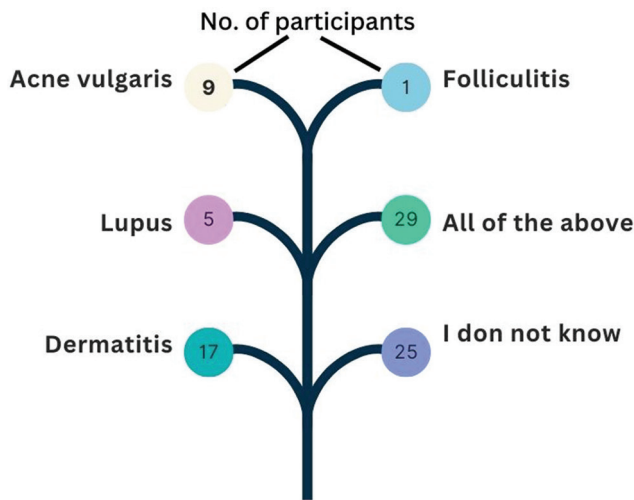 No. of participants
Acne vulgaris 9 1 Folliculitis
Lupus 5 29 All of the above
Dermatitis 17 25 I don not know